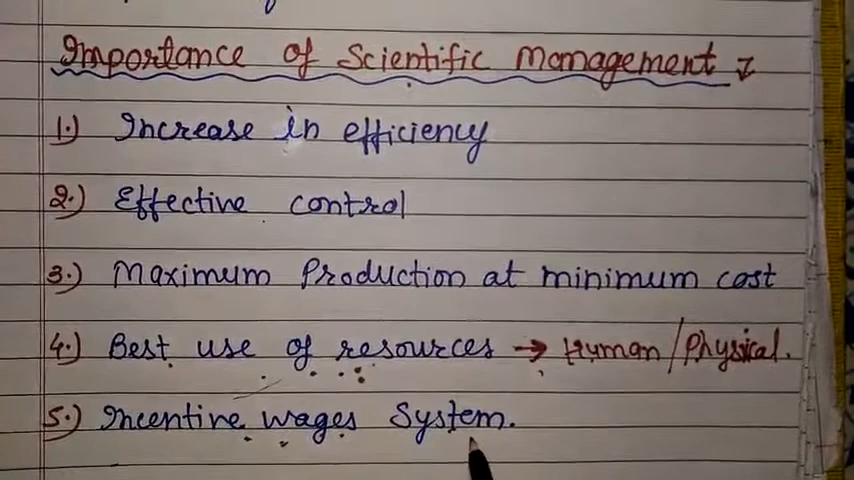 Importance of Scientific Management :
1.) Increase in efficiency
2.) Effective control
3.) Maximum Production at minimum cost
4.) Best use of resources → Human/Physical.
5.) Incentive wages System.